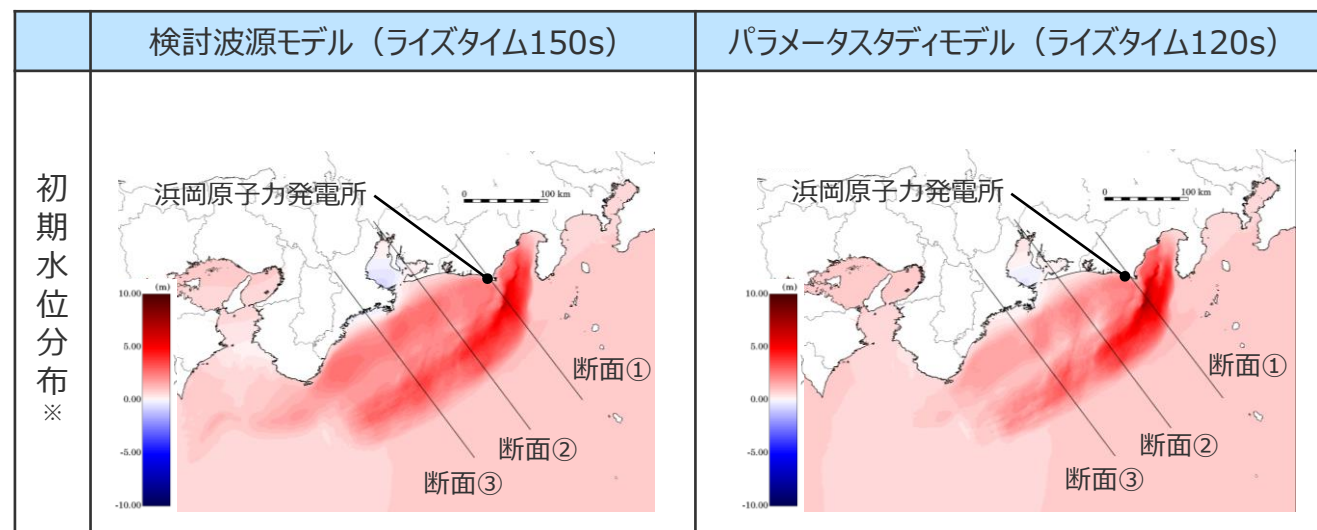 検討波源モデル（ライズタイム150s）
パラメータスタディモデル（ライズタイム120s）
初期水位分布※
浜岡原子力発電所
0 100 km
(m)
10.00
5.00
0.00
-5.00
-10.00
断面①
断面②
断面③
浜岡原子力発電所
0 100 km
(m)
10.00
5.00
0.00
-5.00
-10.00
断面①
断面②
断面③